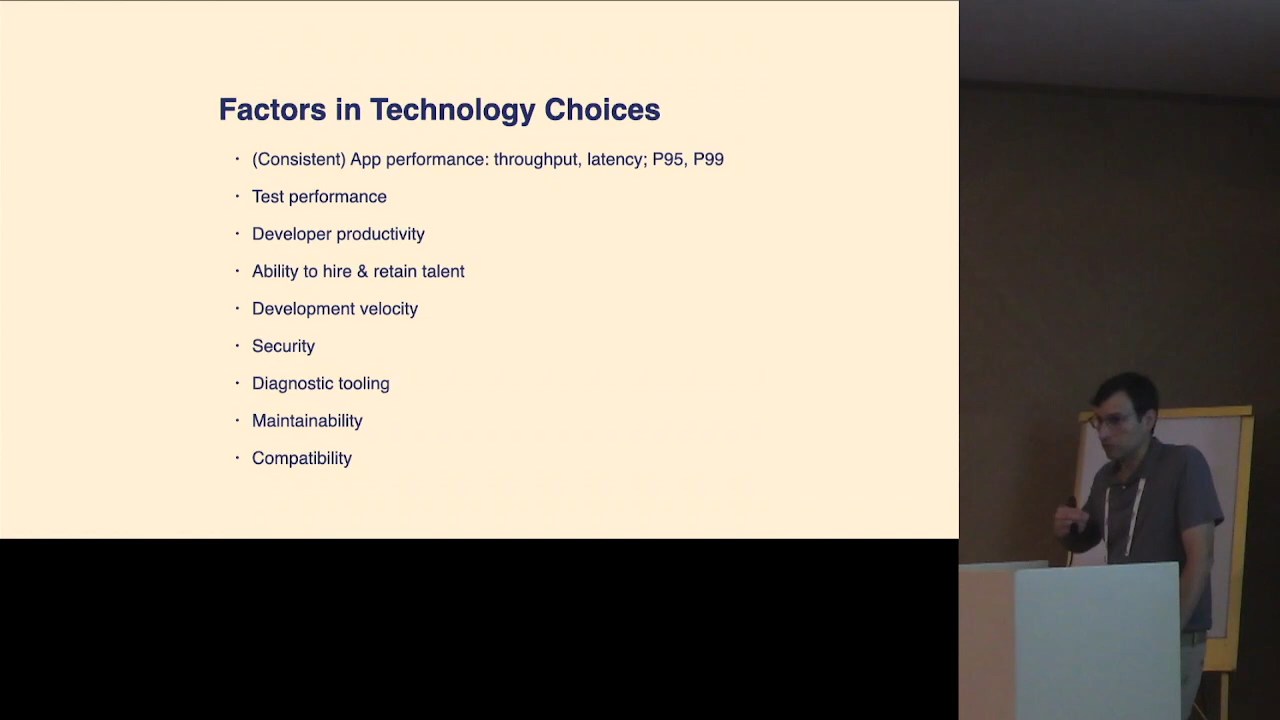 Factors in Technology Choices
· (Consistent) App performance: throughput, latency; P95, P99
· Test performance
· Developer productivity
· Ability to hire & retain talent
· Development velocity
· Security
· Diagnostic tooling
· Maintainability
· Compatibility